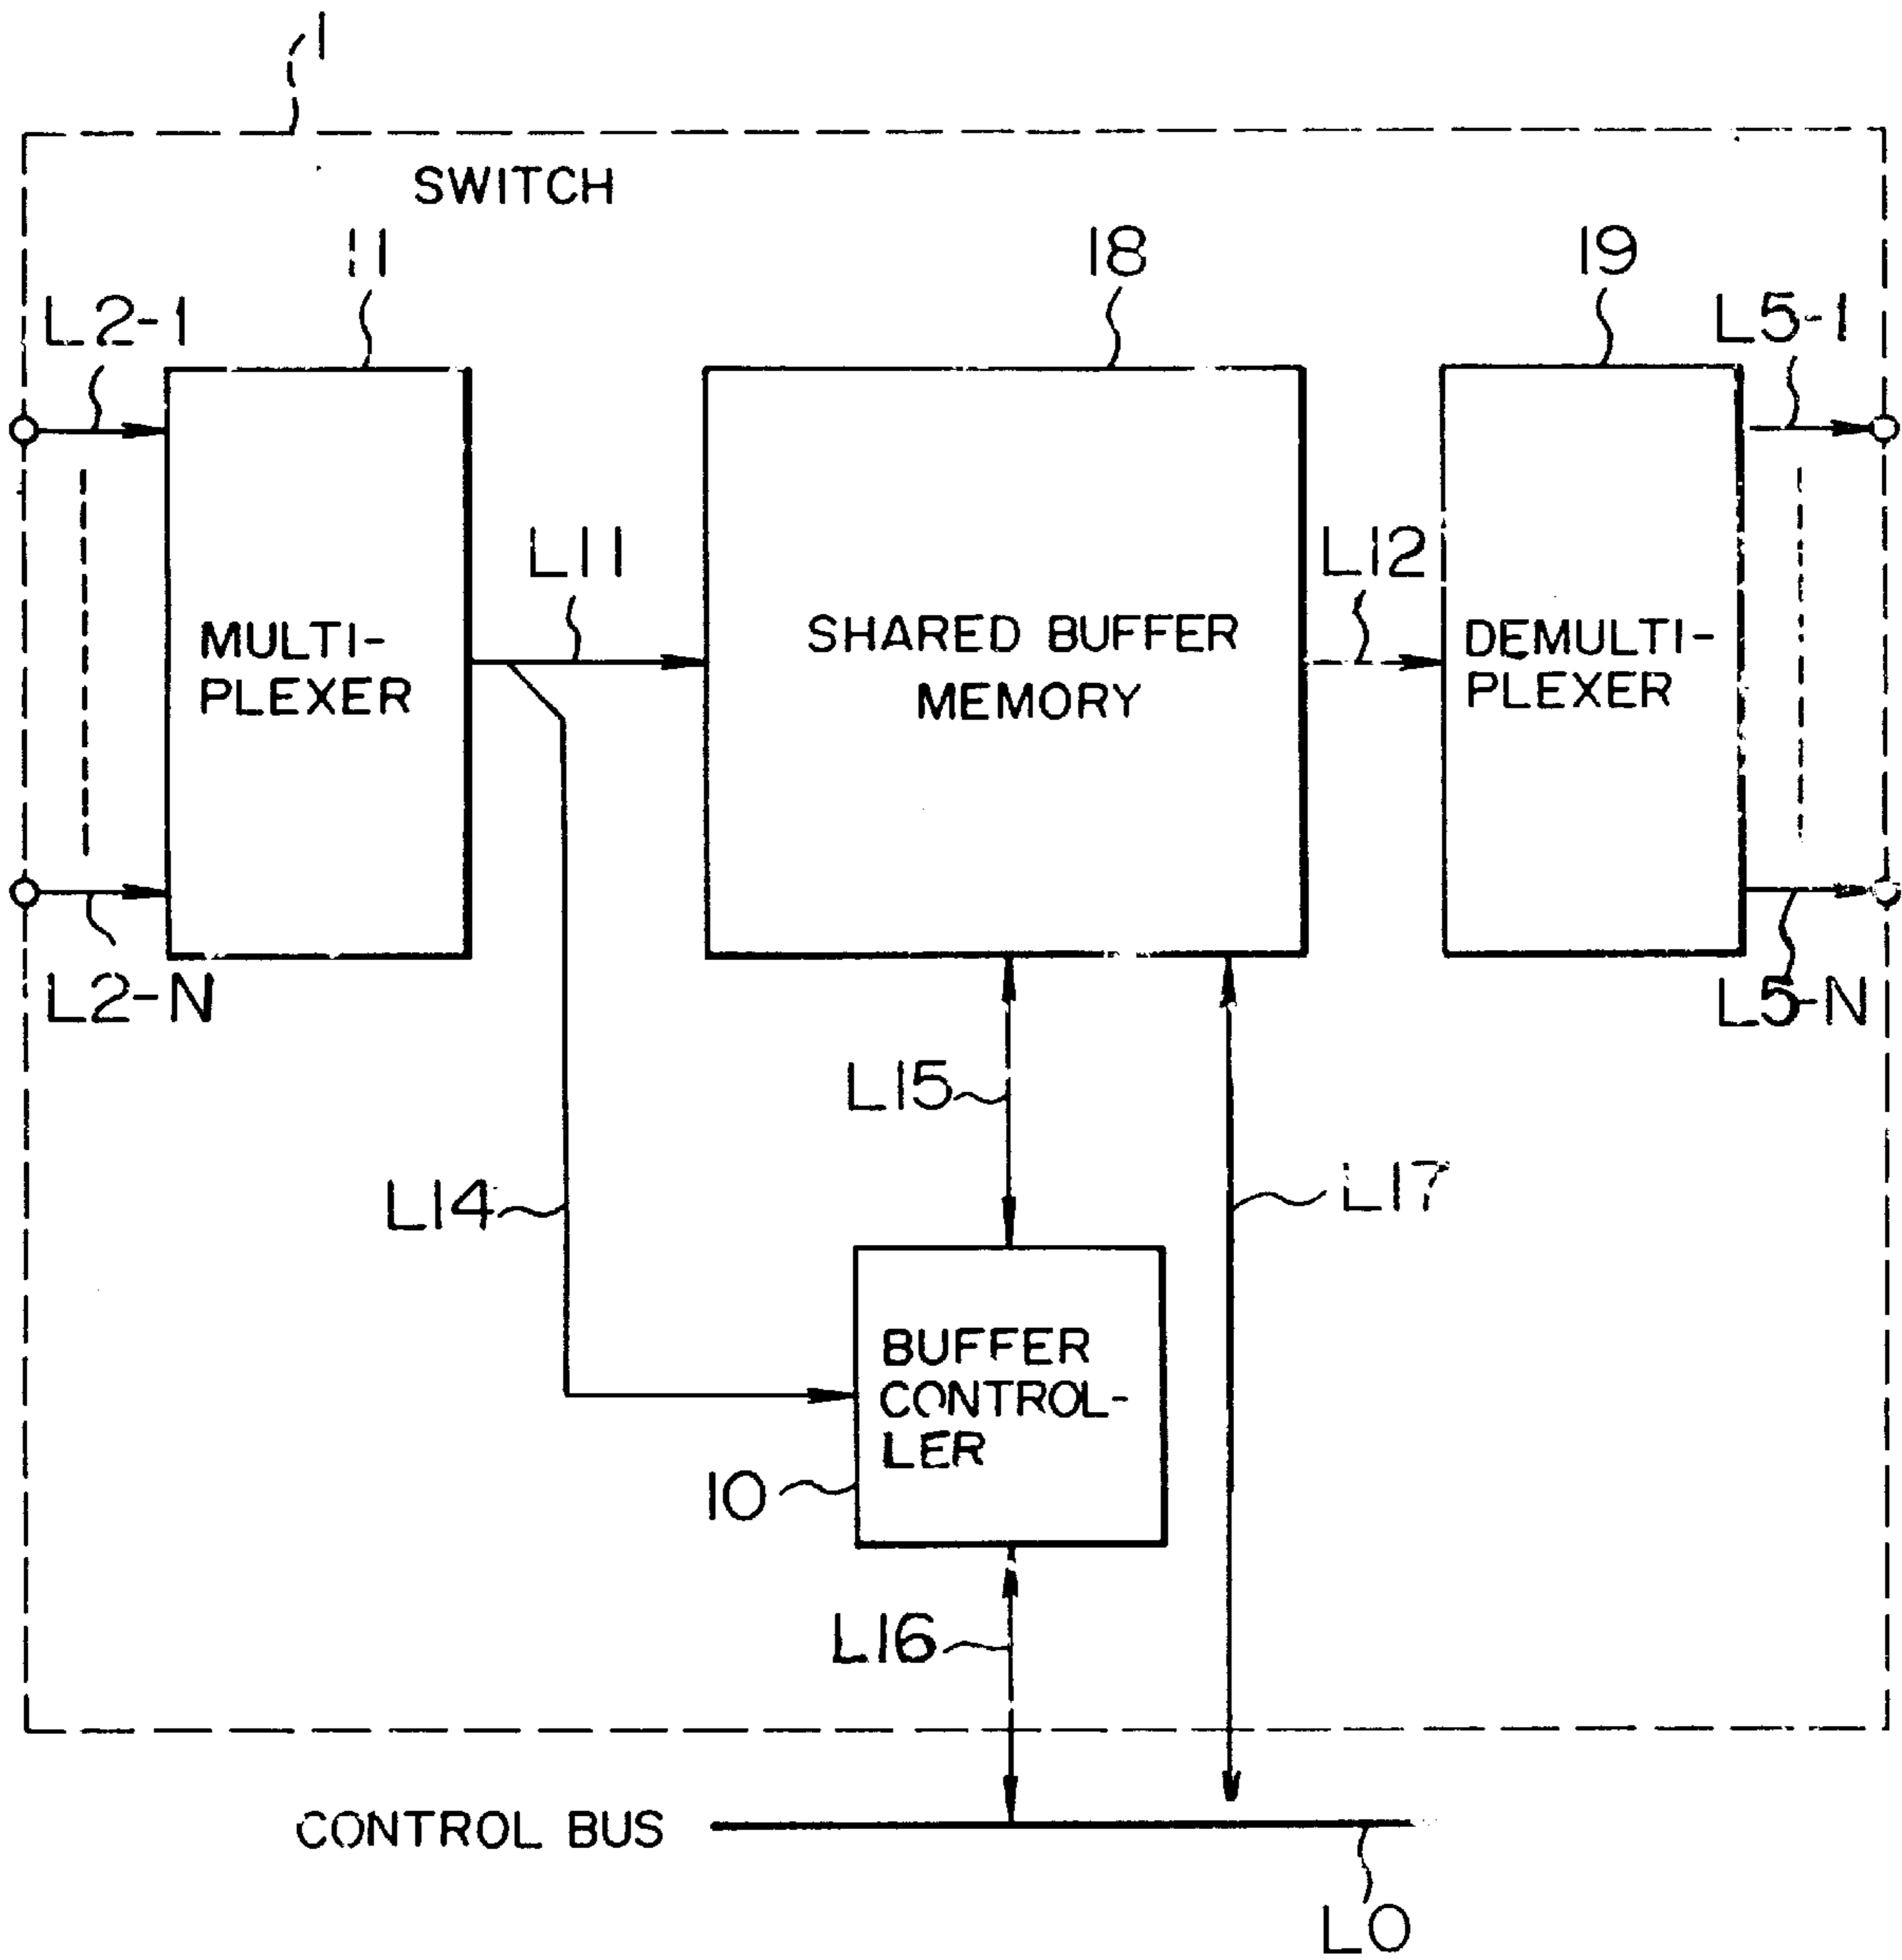 1
SWITCH
11
18
19
L2-1
L5-1
L11
L12
MULTI-
PLEXER
SHARED BUFFER
MEMORY
DEMULTI-
PLEXER
L2-N
L5-N
L15
L14
L17
BUFFER
CONTROL-
LER
10
L16
CONTROL BUS
L0